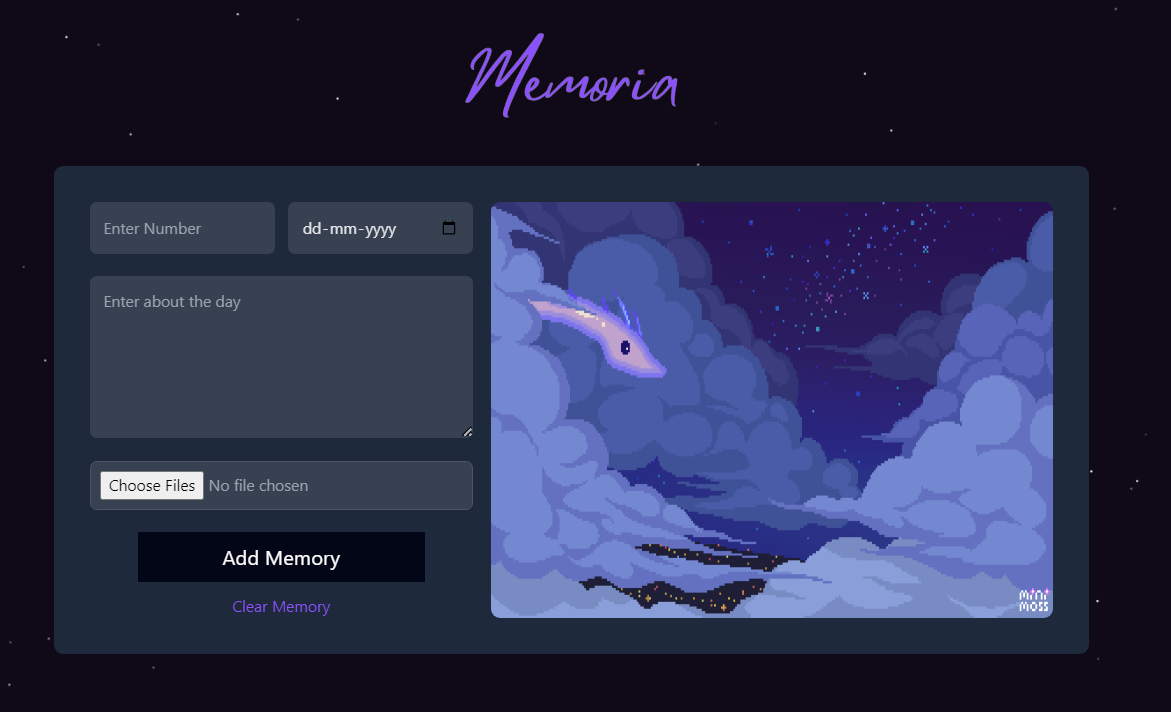 Memoria
Enter Number
dd-mm-yyyy
Enter about the day
Choose Files No file chosen
Add Memory
Clear Memory
MINI
MOSS